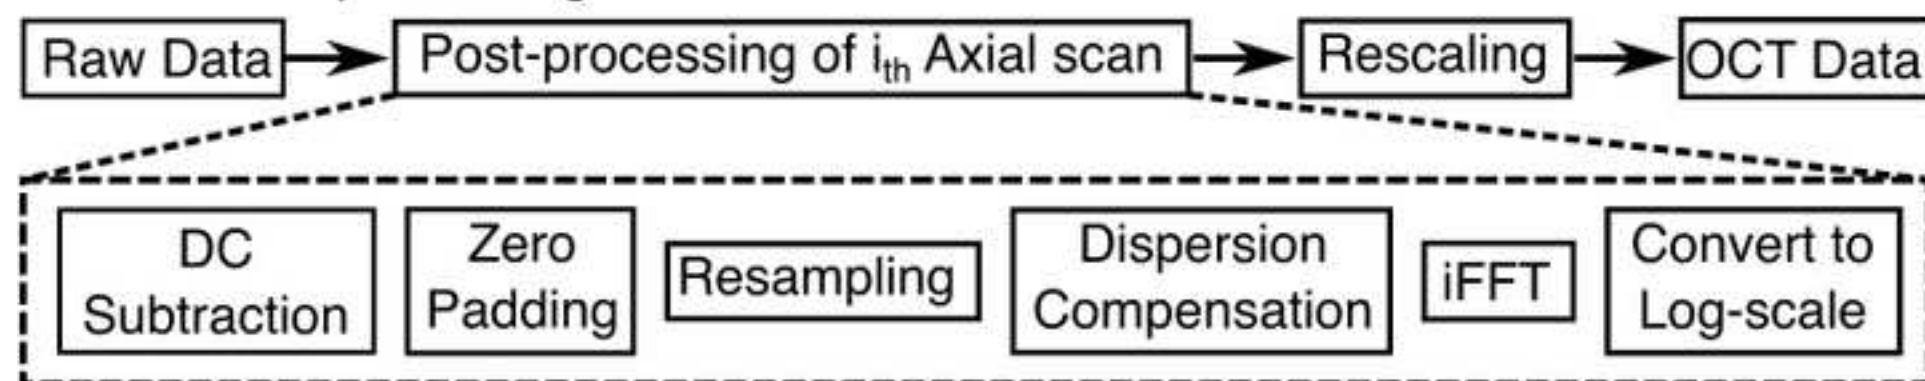 Raw Data
Post-processing of ith Axial scan
Rescaling
OCT Data
DC
Subtraction
Zero
Padding
Resampling
Dispersion
Compensation
iFFT
Convert to
Log-scale